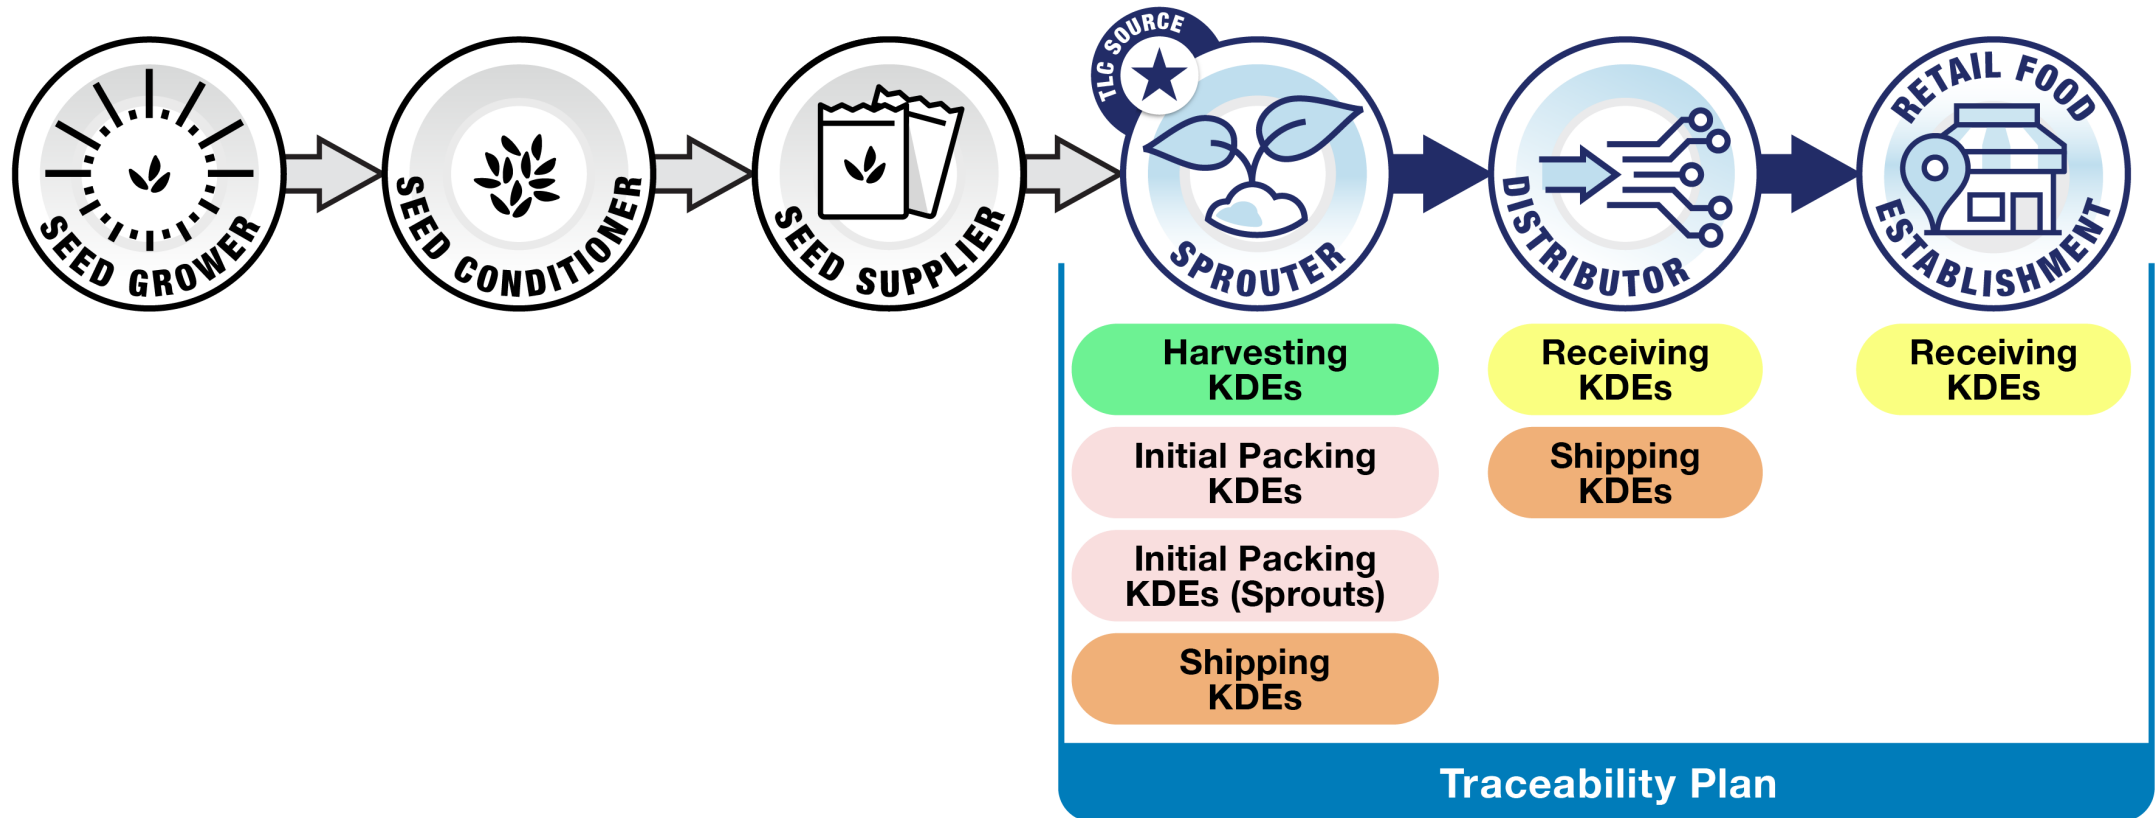 SEED GROWER
SEED CONDITIONER
SEED SUPPLIER
TLC SOURCE
SPROUTER
DISTRIBUTOR
RETAIL FOOD
ESTABLISHMENT
Harvesting
KDEs
Initial Packing
KDEs
Initial Packing
KDEs (Sprouts)
Shipping
KDEs
Receiving
KDEs
Shipping
KDEs
Receiving
KDEs
Traceability Plan